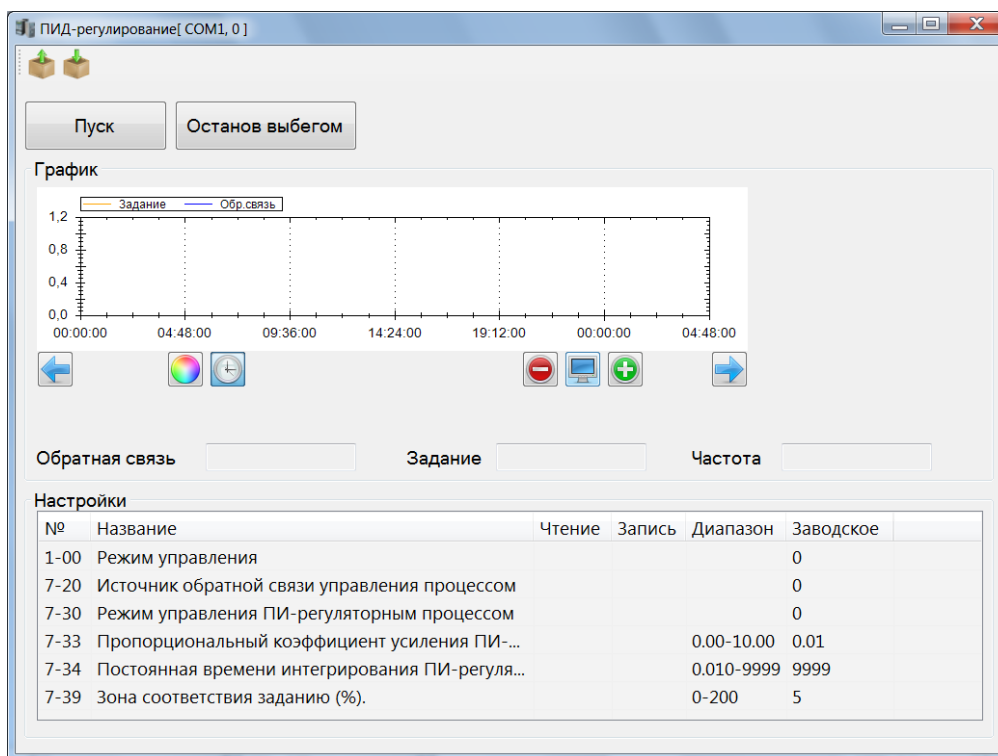 ПИД-регулирование[ COM1, 0 ]
Пуск
Останов выбегом
График
Задание Обр.связь
1,2
0,8
0,4
0,0
00:00:00 04:48:00 09:36:00 14:24:00 19:12:00 00:00:00 04:48:00
Обратная связь Задание Частота
Настройки
№ Название Чтение Запись Диапазон Заводское
1-00 Режим управления 0
7-20 Источник обратной связи управления процессом 0
7-30 Режим управления ПИ-регуляторным процессом 0
7-33 Пропорциональный коэффициент усиления ПИ-... 0.00-10.00 0.01
7-34 Постоянная времени интегрирования ПИ-регуля... 0.010-9999 9999
7-39 Зона соответствия заданию (%). 0-200 5